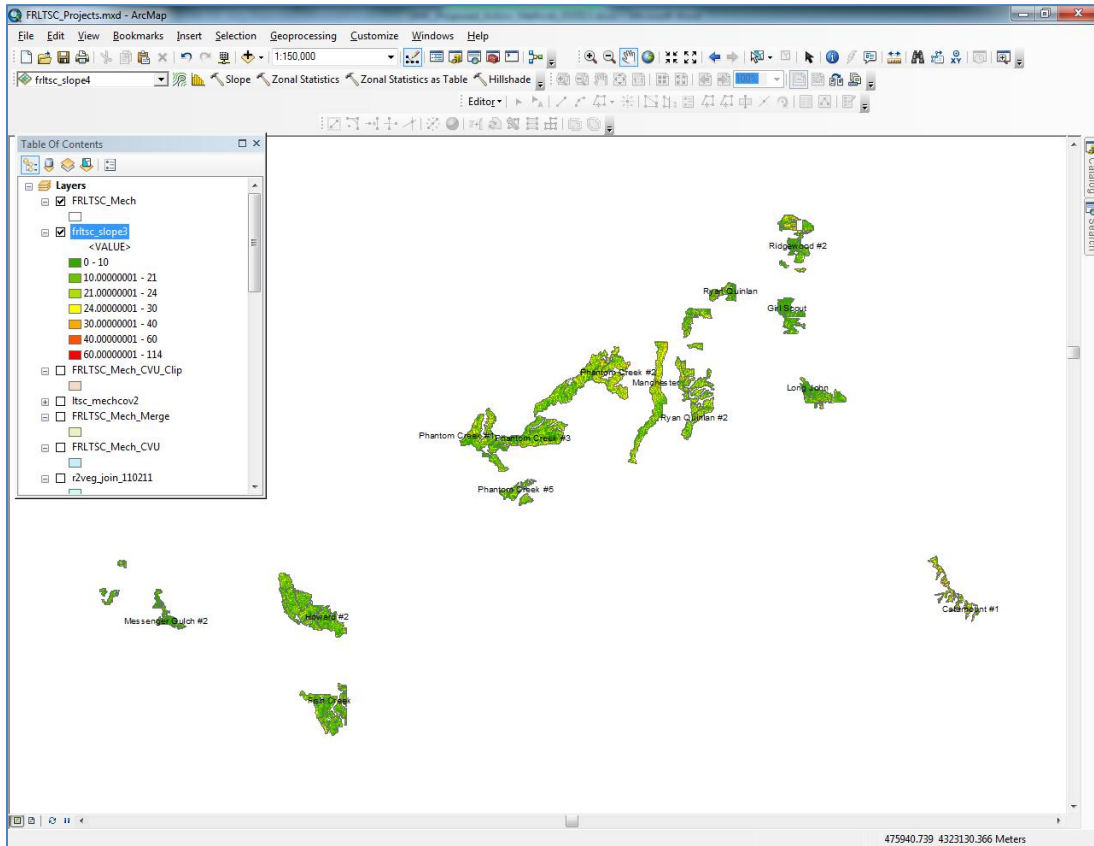 FRLTSC_Projects.mxd - ArcMap
File Edit View Bookmarks Insert Selection Geoprocessing Customize Windows Help
1:150,000
frltsc_slope4 Slope Zonal Statistics Zonal Statistics as Table Hillshade 100%
Editor
Table Of Contents
Layers
FRLTSC_Mech
frltsc_slope3
<VALUE>
0 - 10
10.00000001 - 21
21.00000001 - 24
24.00000001 - 30
30.00000001 - 40
40.00000001 - 60
60.00000001 - 114
FRLTSC_Mech_CVU_Clip
ltsc_mechcov2
FRLTSC_Mech_Merge
FRLTSC_Mech_CVU
r2veg_join_110211
Catalog
Search
Ridgewood #2
Ryan Quinlan
Girl Scout
Phantom Creek #2
Manchester
Long John
Ryan Quinlan #2
Phantom Creek #1
Phantom Creek #3
Phantom Creek #5
Catamount #1
Messenger Gulch #2
Howard #2
Creek
475940.739 4323130.366 Meters